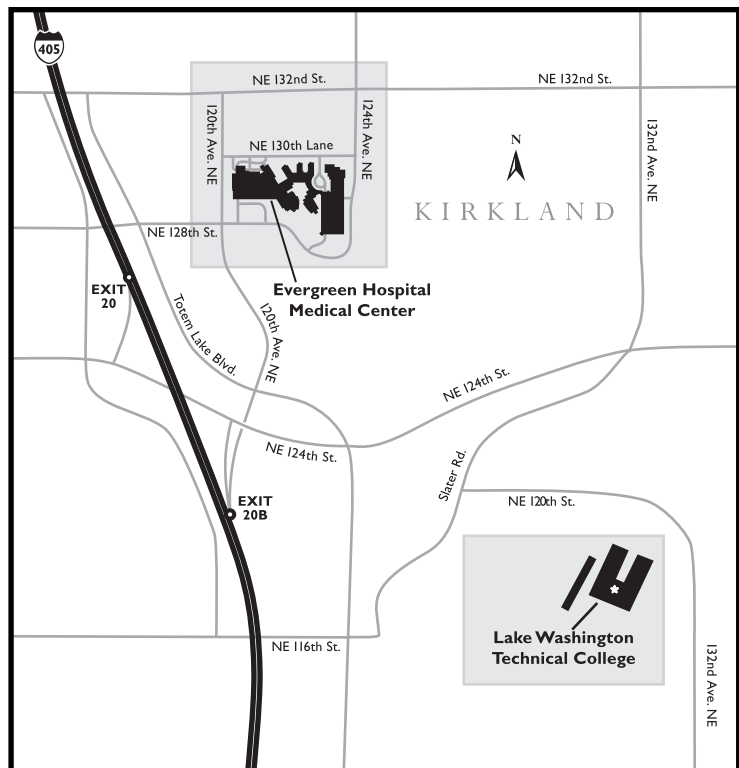 405
NE 132nd St.
NE 132nd St.
120th Ave. NE
124th Ave. NE
132nd Ave. NE
NE 130th Lane
N
KIRKLAND
NE 128th St.
EXIT
20
Evergreen Hospital
Medical Center
Totem Lake Blvd.
120th Ave. NE
NE 124th St.
NE 124th St.
Slater Rd.
EXIT
20B
NE 120th St.
Lake Washington
Technical College
NE 116th St.
132nd Ave. NE